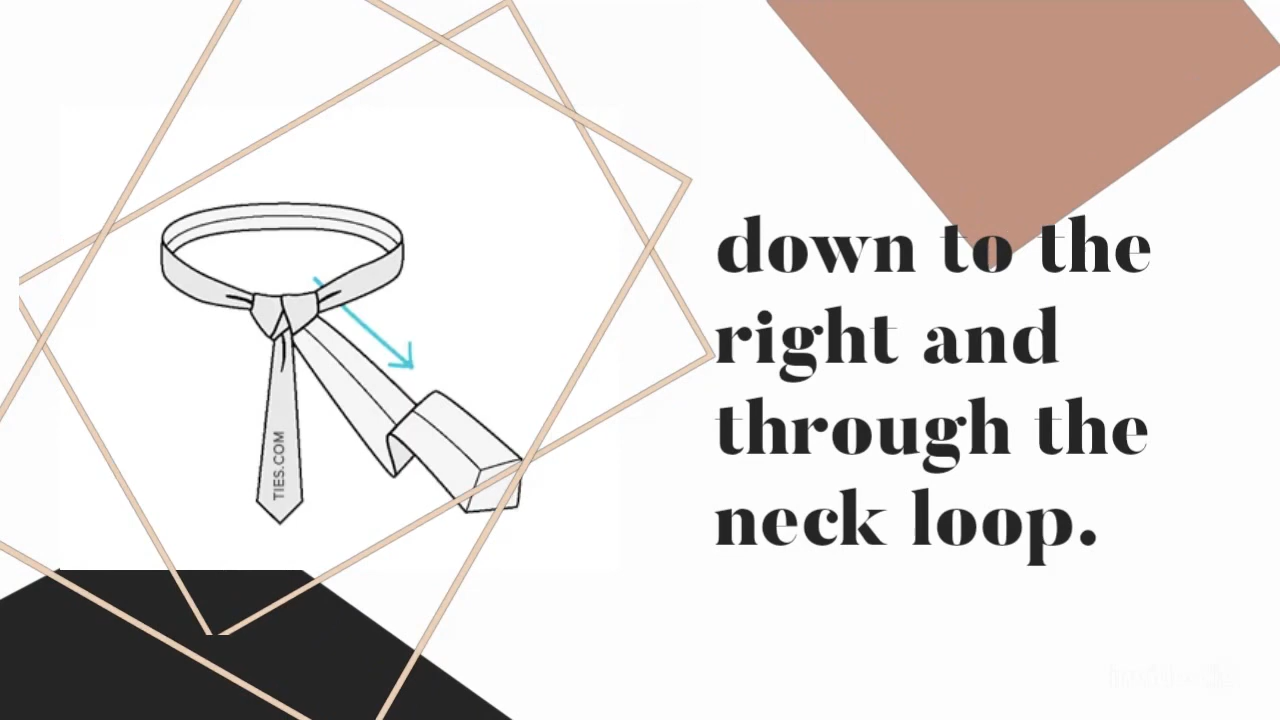 down to the
right and
through the
neck loop.
TIES.COM